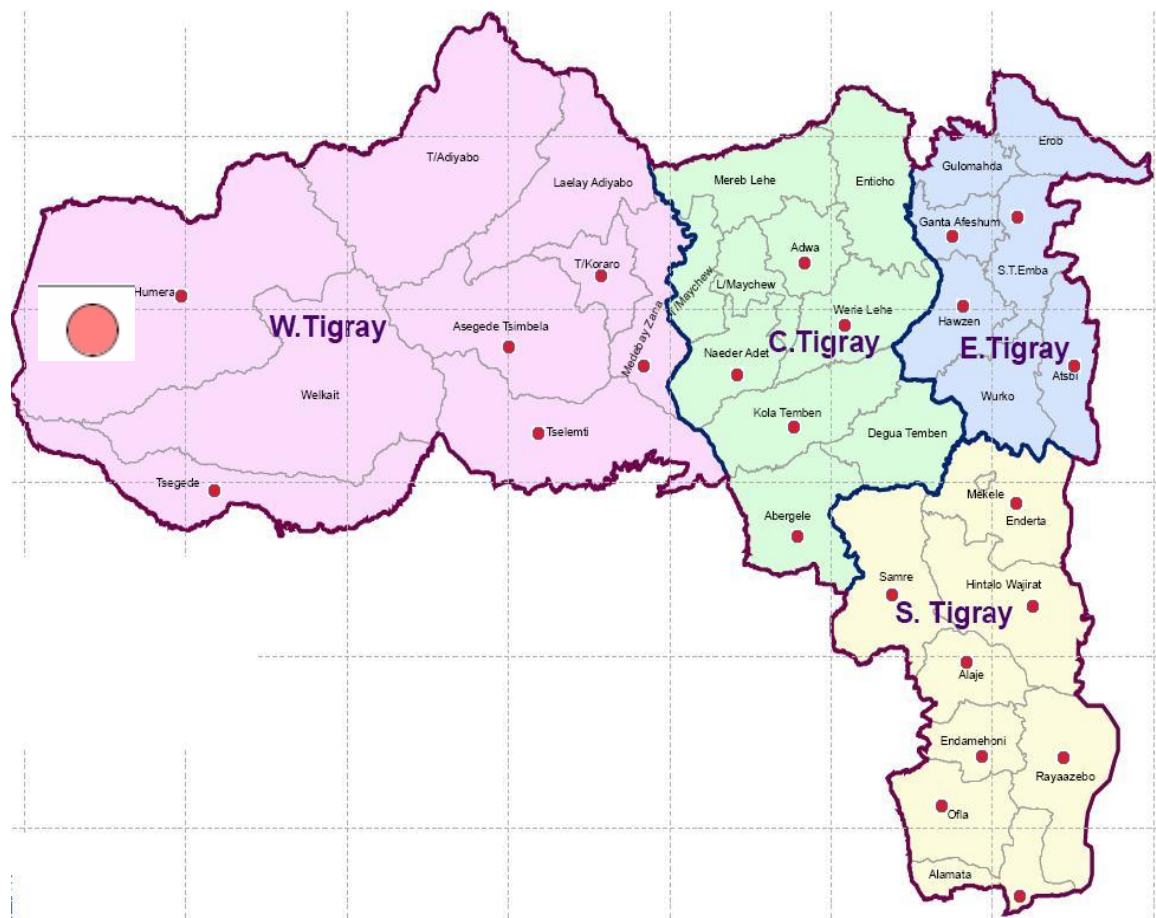 Erob
T/Adiyabo
Gulomahda
Laelay Adiyabo
Mereb Lehe
Enticho
Ganta Afeshum
Adwa
T/Koraro
S.T.Emba
L/Maychew
/Maychew
Humera
Werie Lehe
Hawzen
W.Tigray
Asegede Tsimbela
Medebay Zana
Naeder Adet
C.Tigray
E.Tigray
Atsbi
Welkait
Wurko
Kola Temben
Tselemti
Degua Temben
Tsegede
Mekele
Abergele
Enderta
Samre
Hintalo Wajirat
S. Tigray
Alaje
Endamehoni
Rayaazebo
Ofla
Alamata